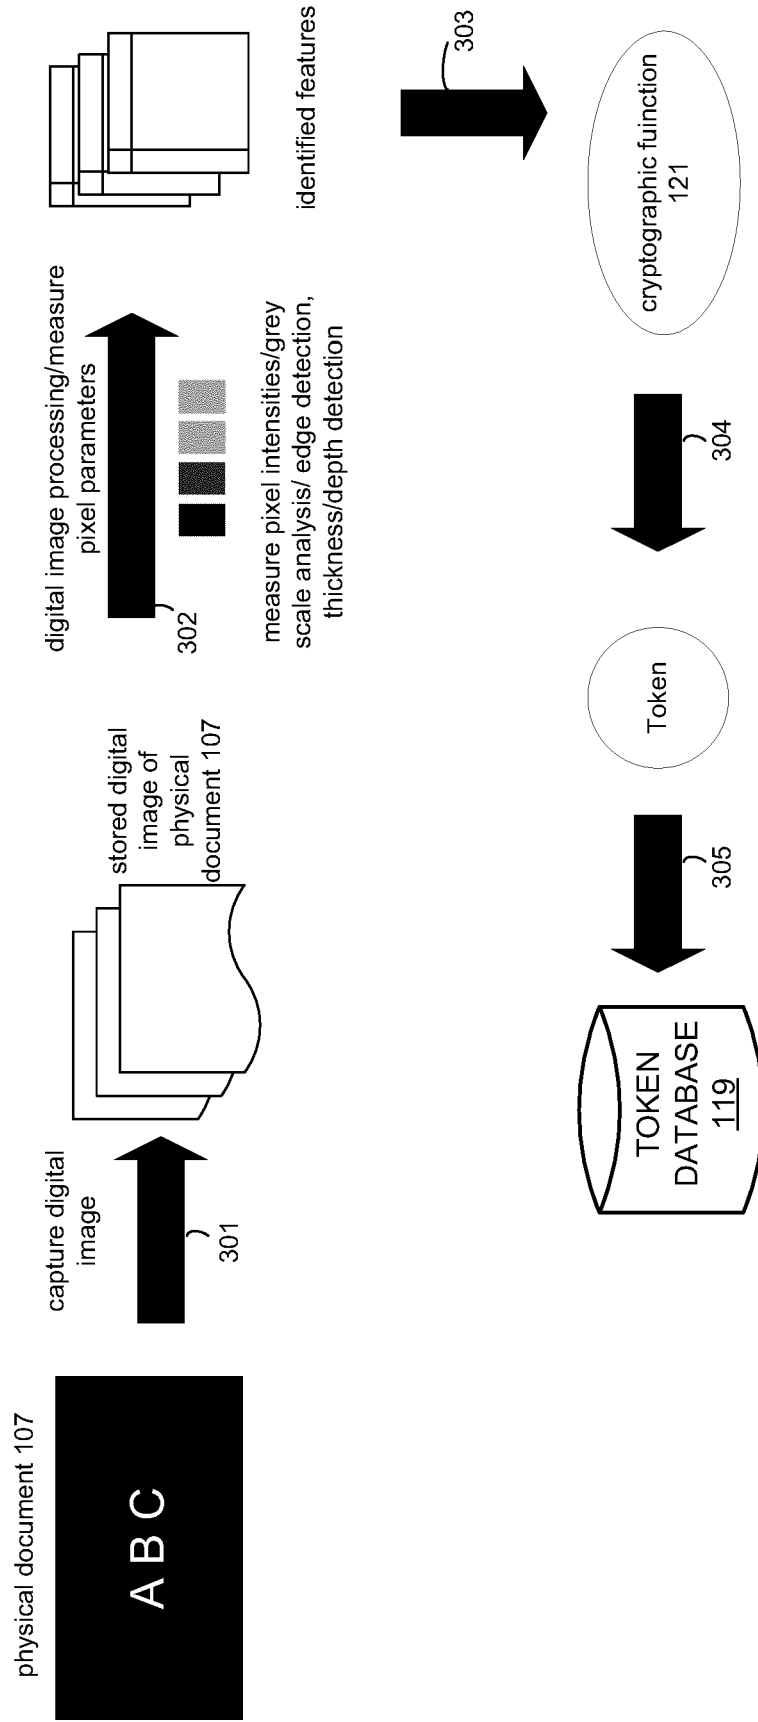 physical document 107
A B C
capture digital
image
301
stored digital
image of
physical
document 107
digital image processing/measure
pixel parameters
302
measure pixel intensities/grey
scale analysis/ edge detection,
thickness/depth detection
identified features
303
cryptographic fuinction
121
304
Token
305
TOKEN
DATABASE
119